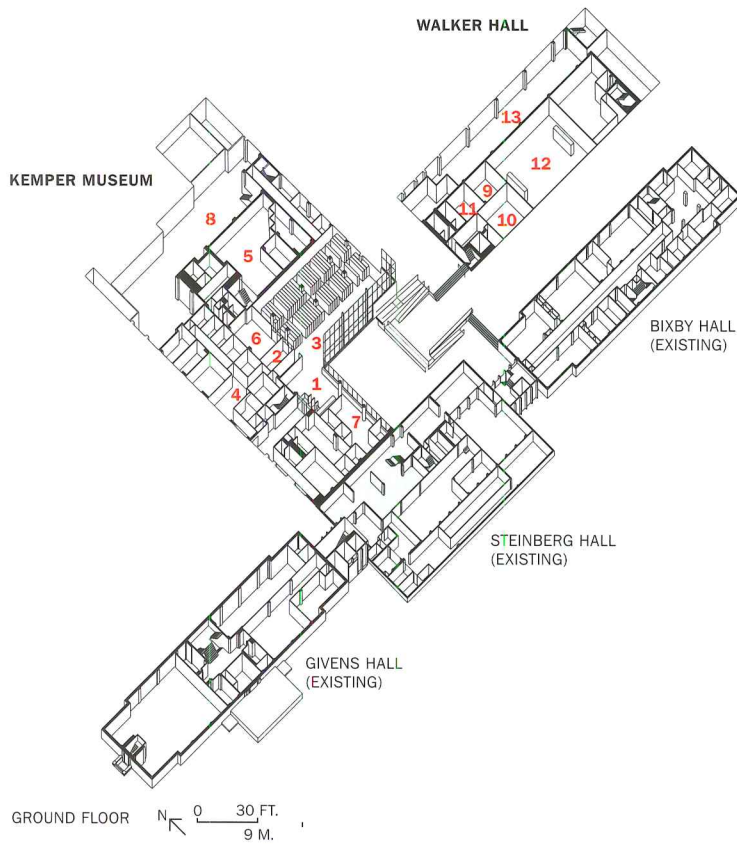 WALKER HALL
13
KEMPER MUSEUM
12
9
8
11
10
5
BIXBY HALL
(EXISTING)
6
3
2
1
4
7
STEINBERG HALL
(EXISTING)
GIVENS HALL
(EXISTING)
GROUND FLOOR N 0 30 FT.
9 M.